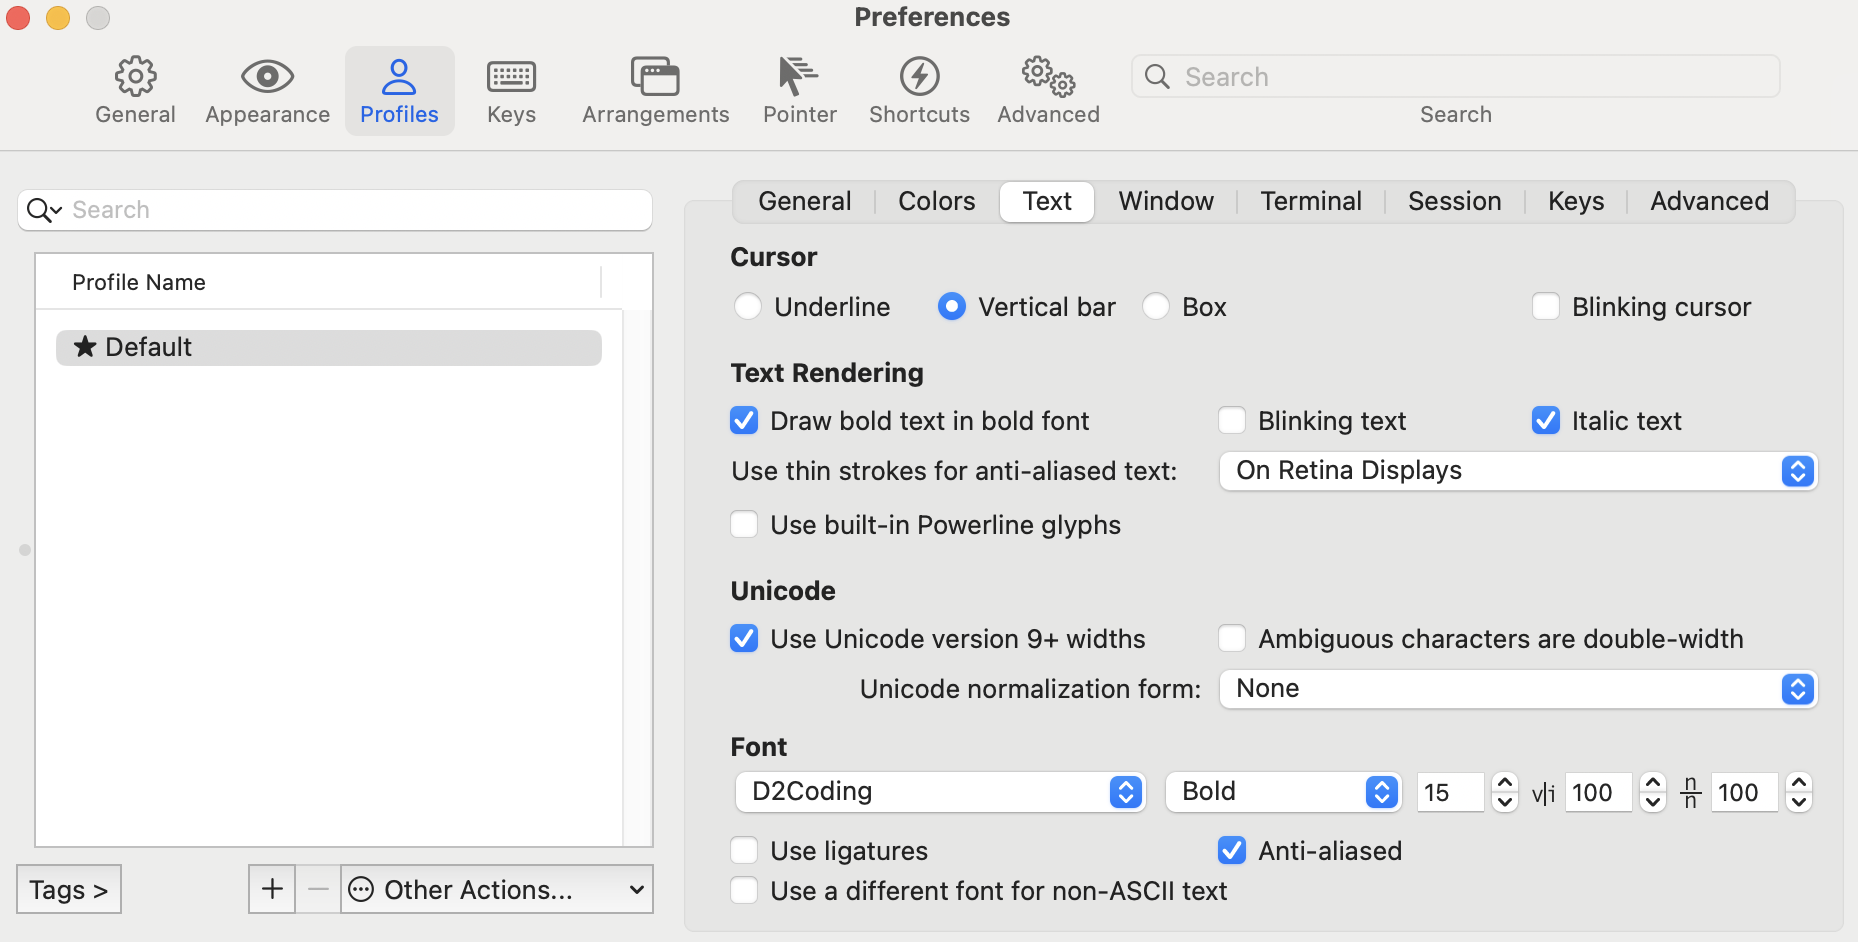 Preferences
General Appearance Profiles Keys Arrangements Pointer Shortcuts Advanced Search
Search
Search
General Colors Text Window Terminal Session Keys Advanced
Profile Name
★ Default
Tags >
+ − Other Actions...
Cursor
Underline Vertical bar Box Blinking cursor
Text Rendering
Draw bold text in bold font Blinking text Italic text
Use thin strokes for anti-aliased text: On Retina Displays
Use built-in Powerline glyphs
Unicode
Use Unicode version 9+ widths Ambiguous characters are double-width
Unicode normalization form: None
Font
D2Coding Bold 15 v|i 100 n/n 100
Use ligatures Anti-aliased
Use a different font for non-ASCII text